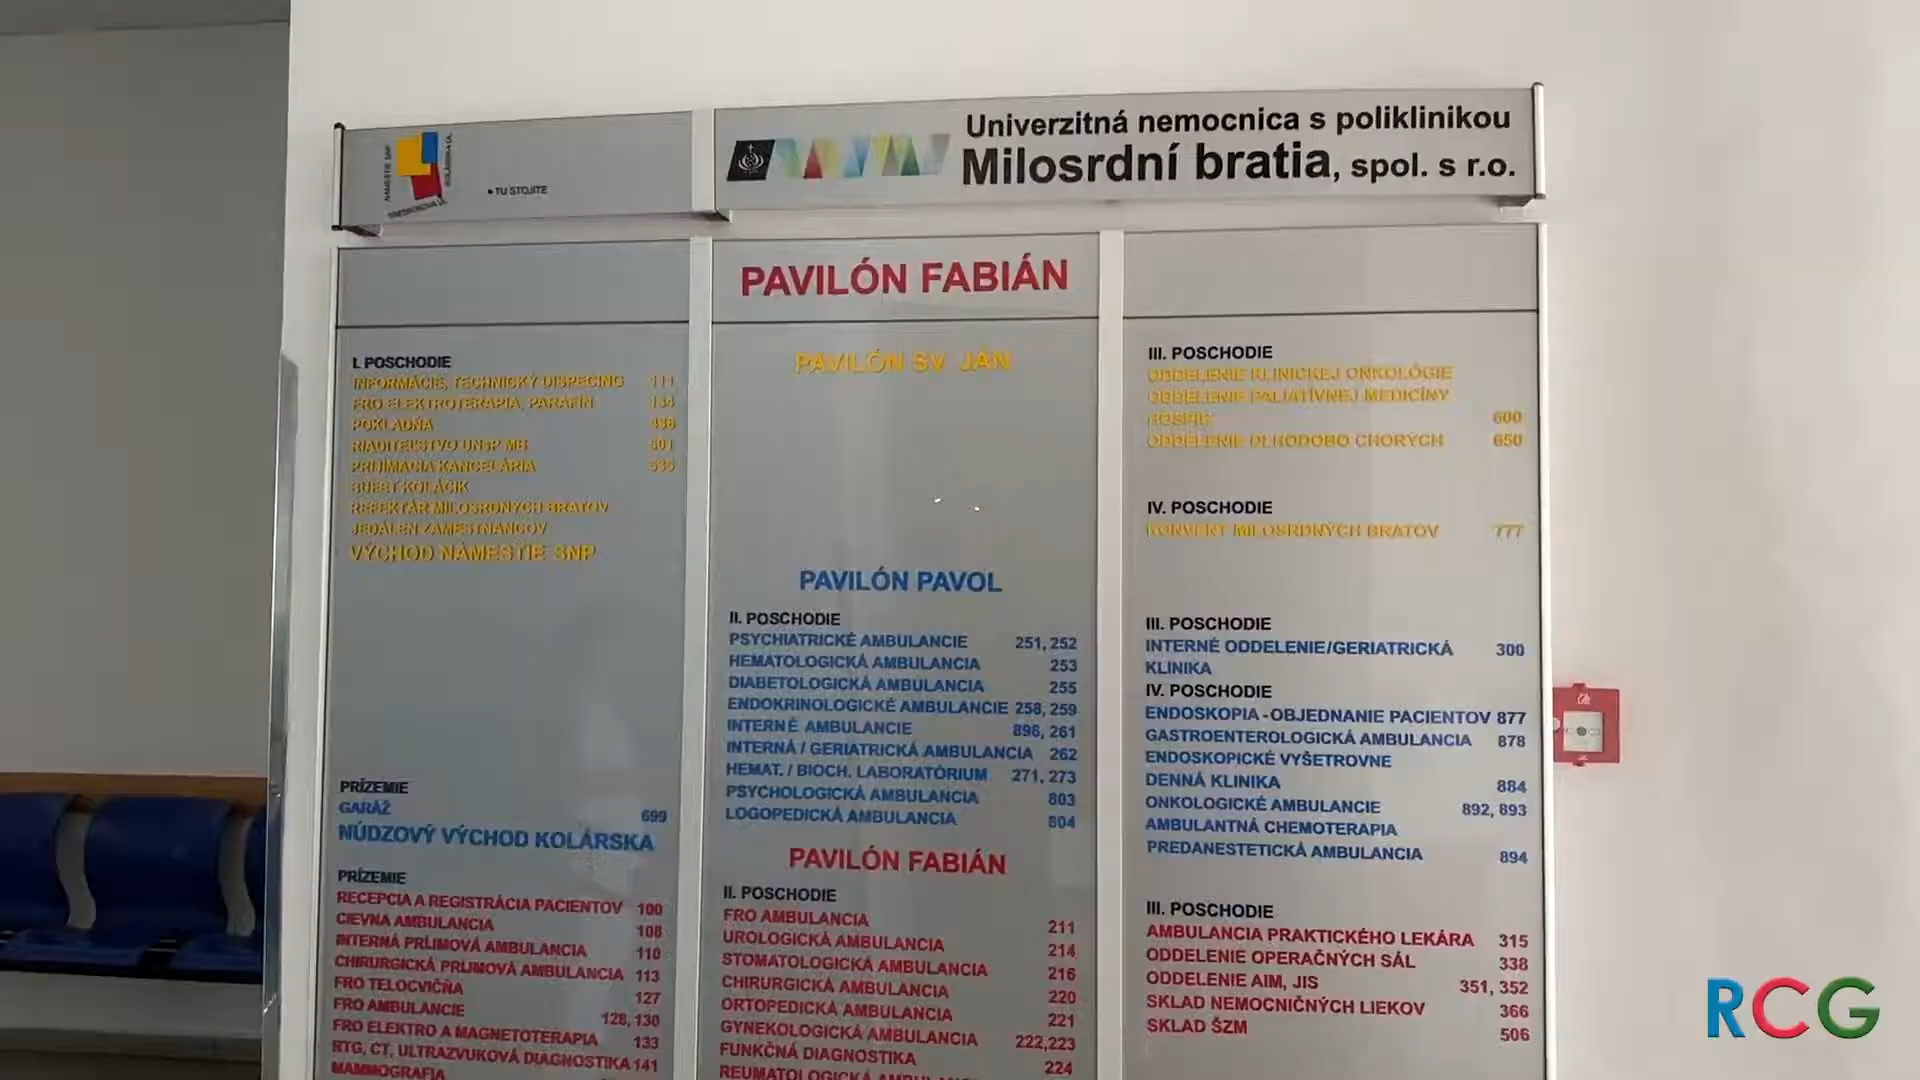 NÁMESTIE SNP
KOLÁRSKA UL.
• TU STOJÍTE
Univerzitná nemocnica s poliklinikou
Milosrdní bratia, spol. s r.o.
PAVILÓN FABIÁN
I. POSCHODIE
INFORMÁCIE, TECHNICKÝ DISPEČING 111
FRO ELEKTROTERAPIA, PARAFÍN 134
POKLADŇA
RIADITEĽSTVO UNsP MB 601
PRIJÍMACIA KANCELÁRIA
BUFET KOLÁČIK
REFEKTÁR MILOSRDNÝCH BRATOV
JEDÁLEŇ ZAMESTNANCOV
VÝCHOD NÁMESTIE SNP
PRÍZEMIE
GARÁŽ 699
NÚDZOVÝ VÝCHOD KOLÁRSKA
PRÍZEMIE
RECEPCIA A REGISTRÁCIA PACIENTOV 100
CIEVNA AMBULANCIA 108
INTERNÁ PRÍJMOVÁ AMBULANCIA 110
CHIRURGICKÁ PRÍJMOVÁ AMBULANCIA 113
FRO TELOCVIČŇA 127
FRO AMBULANCIE 128, 130
FRO ELEKTRO A MAGNETOTERAPIA 133
RTG, CT, ULTRAZVUKOVÁ DIAGNOSTIKA 141
MAMMOGRAFIA
PAVILÓN SV. JÁN
PAVILÓN PAVOL
II. POSCHODIE
PSYCHIATRICKÉ AMBULANCIE 251, 252
HEMATOLOGICKÁ AMBULANCIA 253
DIABETOLOGICKÁ AMBULANCIA 255
ENDOKRINOLOGICKÉ AMBULANCIE 258, 259
INTERNÉ AMBULANCIE 896, 261
INTERNÁ / GERIATRICKÁ AMBULANCIA 262
HEMAT. / BIOCH. LABORATÓRIUM 271, 273
PSYCHOLOGICKÁ AMBULANCIA 803
LOGOPEDICKÁ AMBULANCIA 804
PAVILÓN FABIÁN
II. POSCHODIE
FRO AMBULANCIA 211
UROLOGICKÁ AMBULANCIA 214
STOMATOLOGICKÁ AMBULANCIA 216
CHIRURGICKÁ AMBULANCIA 220
ORTOPEDICKÁ AMBULANCIA 221
GYNEKOLOGICKÁ AMBULANCIA 222,223
FUNKČNÁ DIAGNOSTIKA 224
REUMATOLOGICKÁ
III. POSCHODIE
ODDELENIE KLINICKEJ ONKOLÓGIE
ODDELENIE PALIATÍVNEJ MEDICÍNY
HOSPIC 600
ODDELENIE DLHODOBO CHORÝCH 650
IV. POSCHODIE
KONVENT MILOSRDNÝCH BRATOV 777
III. POSCHODIE
INTERNÉ ODDELENIE/GERIATRICKÁ 300
KLINIKA
IV. POSCHODIE
ENDOSKOPIA - OBJEDNANIE PACIENTOV 877
GASTROENTEROLOGICKÁ AMBULANCIA 878
ENDOSKOPICKÉ VYŠETROVNE
DENNÁ KLINIKA 884
ONKOLOGICKÉ AMBULANCIE 892, 893
AMBULANTNÁ CHEMOTERAPIA
PREDANESTETICKÁ AMBULANCIA 894
III. POSCHODIE
AMBULANCIA PRAKTICKÉHO LEKÁRA 315
ODDELENIE OPERAČNÝCH SÁL 338
ODDELENIE AIM, JIS 351, 352
SKLAD NEMOCNIČNÝCH LIEKOV 366
SKLAD ŠZM 506
RCG